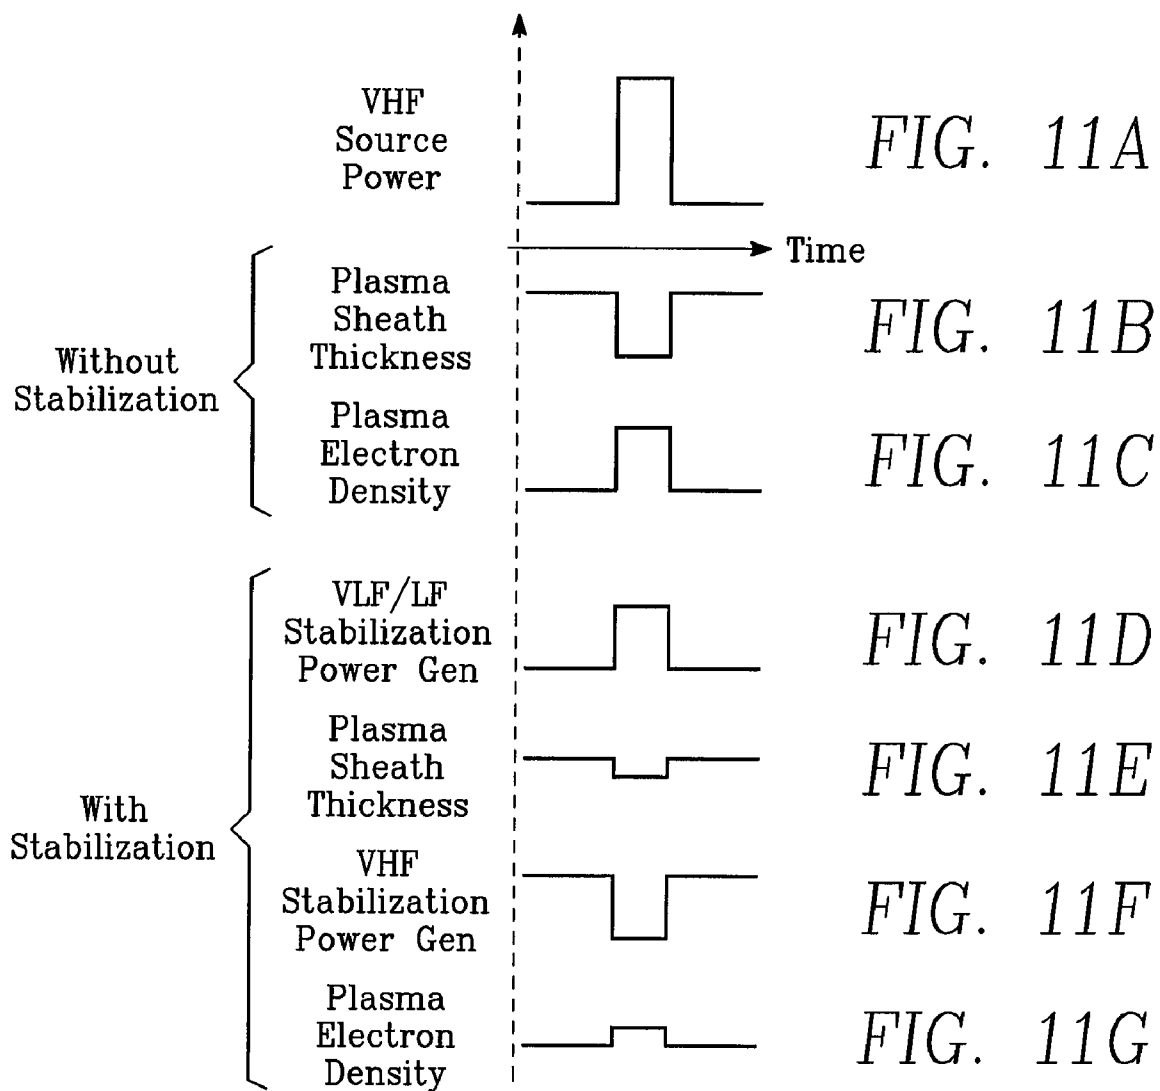 VHF
Source
Power
FIG. 11A
Time
Without
Stabilization
Plasma
Sheath
Thickness
FIG. 11B
Plasma
Electron
Density
FIG. 11C
With
Stabilization
VLF/LF
Stabilization
Power Gen
FIG. 11D
Plasma
Sheath
Thickness
FIG. 11E
VHF
Stabilization
Power Gen
FIG. 11F
Plasma
Electron
Density
FIG. 11G